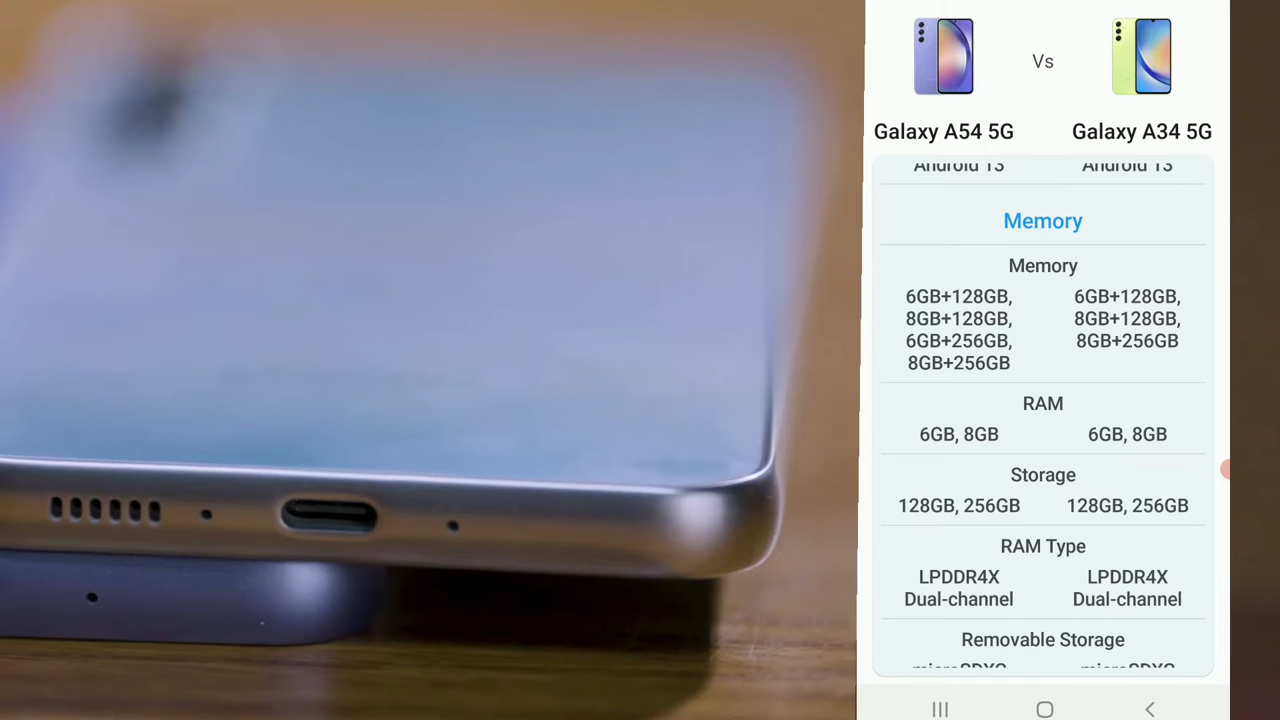 Vs
Galaxy A54 5G
Galaxy A34 5G
Android 13
Android 13
Memory
Memory
6GB+128GB,
8GB+128GB,
6GB+256GB,
8GB+256GB
6GB+128GB,
8GB+128GB,
8GB+256GB
RAM
6GB, 8GB
6GB, 8GB
Storage
128GB, 256GB
128GB, 256GB
RAM Type
LPDDR4X
Dual-channel
LPDDR4X
Dual-channel
Removable Storage
microSDXC
microSDXC